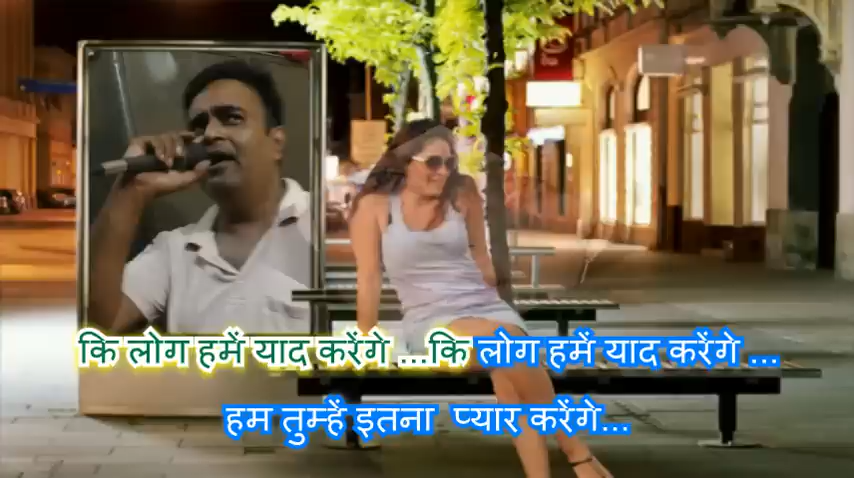 कि लोग हमें याद करेंगे ...कि लोग हमें याद करेंगे ...
हम तुम्हें इतना  प्यार करेंगे...